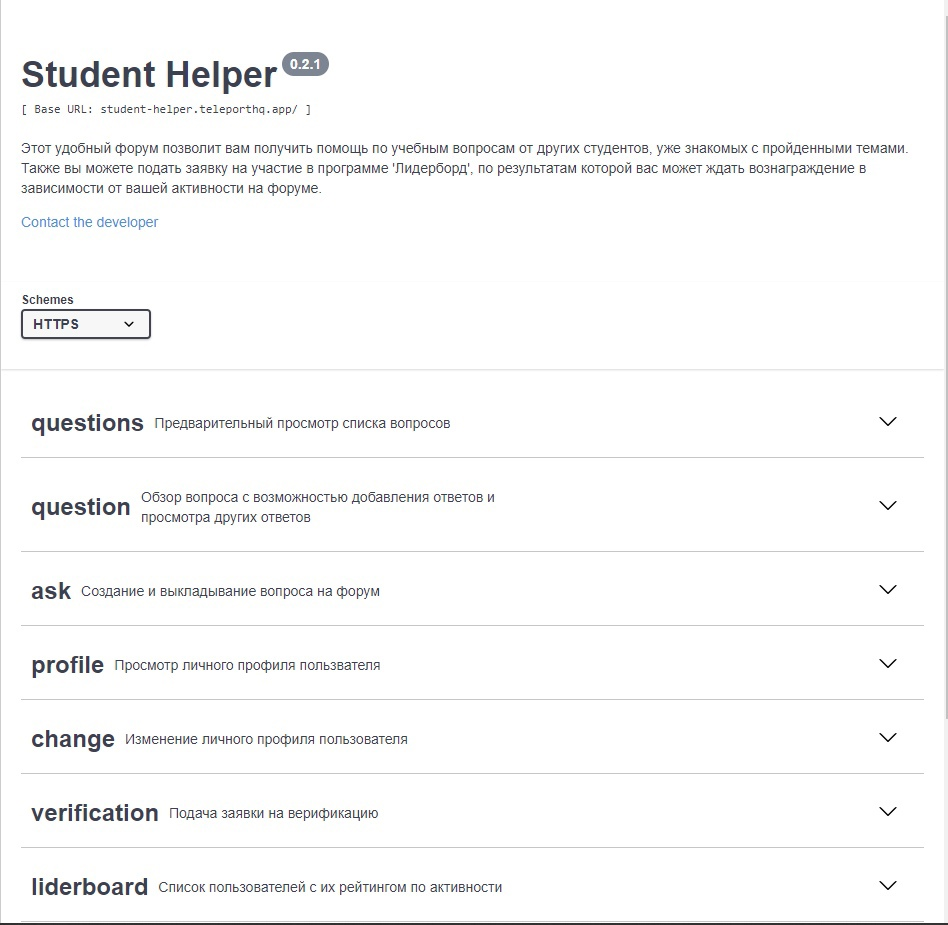 Student Helper 0.2.1
[ Base URL: student-helper.teleporthq.app/ ]
Этот удобный форум позволит вам получить помощь по учебным вопросам от других студентов, уже знакомых с пройденными темами.
Также вы можете подать заявку на участие в программе 'Лидерборд', по результатам которой вас может ждать вознаграждение в
зависимости от вашей активности на форуме.
Contact the developer
Schemes
HTTPS
questions Предварительный просмотр списка вопросов
question Обзор вопроса с возможностью добавления ответов и
просмотра других ответов
ask Создание и выкладывание вопроса на форум
profile Просмотр личного профиля пользвателя
change Изменение личного профиля пользователя
verification Подача заявки на верификацию
liderboard Список пользователей с их рейтингом по активности